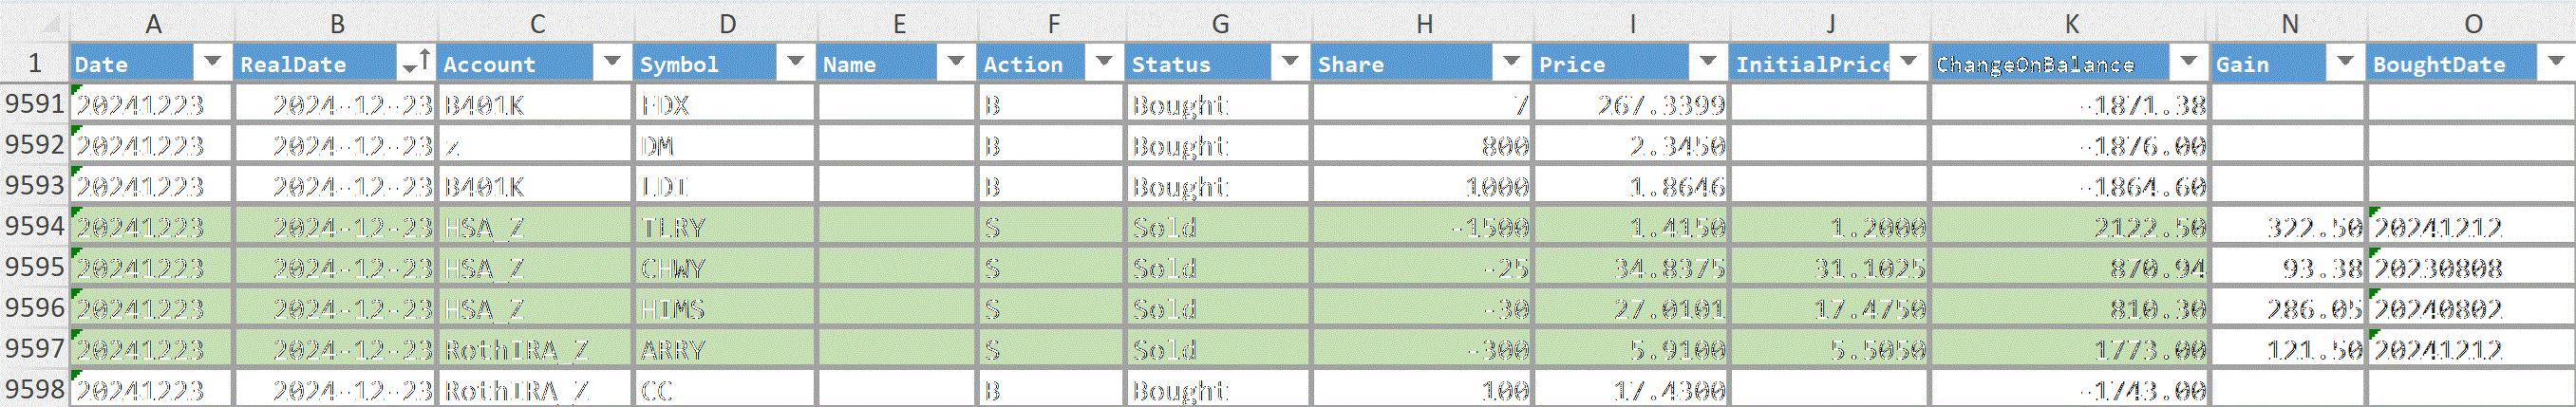 A B C D E F G H I J K N O
1 Date RealDate Account Symbol Name Action Status Share Price InitialPrice ChangeOnBalance Gain BoughtDate
9591 20241223 2024-12-23 B401K FDX B Bought 7 267.3399 -1871.38
9592 20241223 2024-12-23 z DM B Bought 800 2.3450 -1876.00
9593 20241223 2024-12-23 B401K LDI B Bought 1000 1.8646 -1864.60
9594 20241223 2024-12-23 HSA_Z TLRY S Sold -1500 1.4150 1.2000 2122.50 322.50 20241212
9595 20241223 2024-12-23 HSA_Z CHWY S Sold -25 34.8375 31.1025 870.94 93.38 20230808
9596 20241223 2024-12-23 HSA_Z HIMS S Sold -30 27.0101 17.4750 810.30 286.05 20240802
9597 20241223 2024-12-23 RothIRA_Z ARRY S Sold -300 5.9100 5.5050 1773.00 121.50 20241212
9598 20241223 2024-12-23 RothIRA_Z CC B Bought 100 17.4300 -1743.00